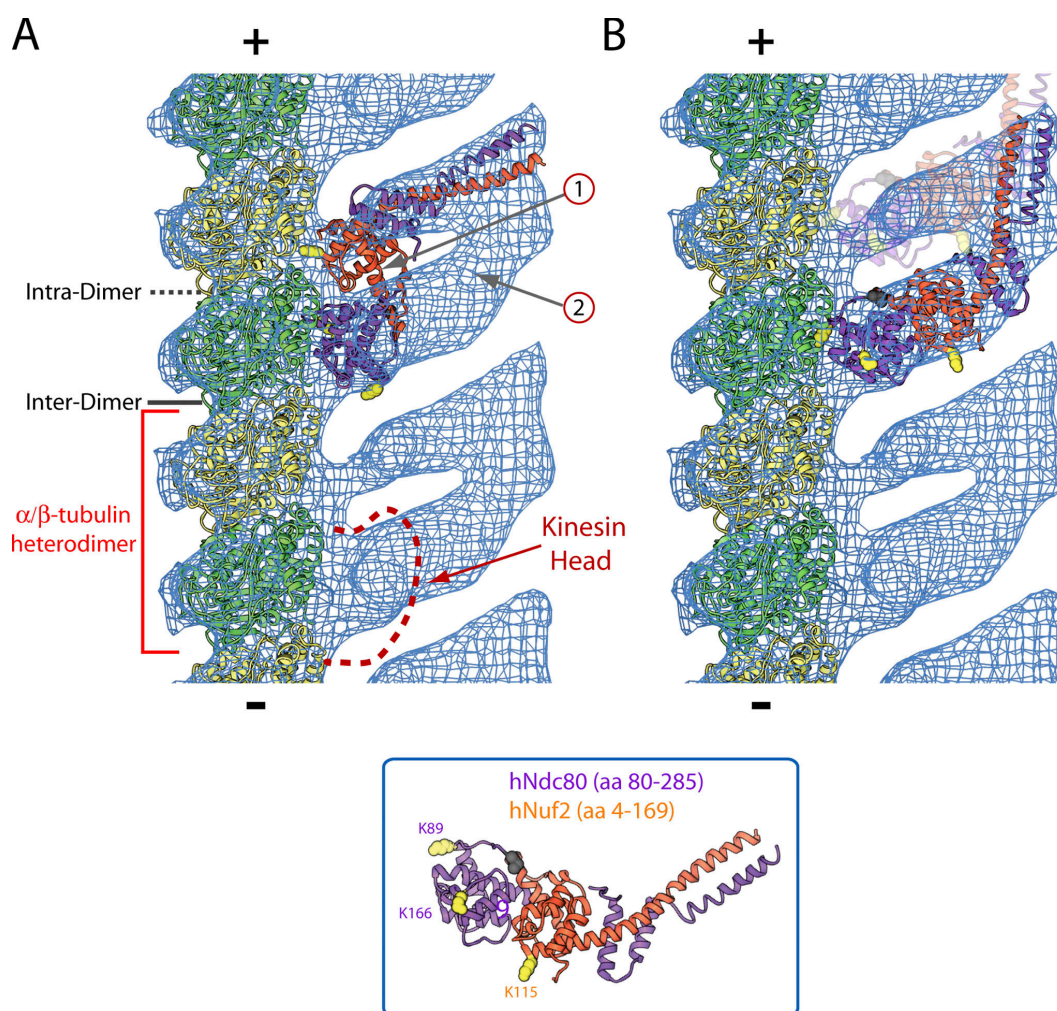 A
+
B
+
1
2
Intra-Dimer
Inter-Dimer
α/β-tubulin
heterodimer
Kinesin
Head
-
-
hNdc80 (aa 80-285)
hNuf2 (aa 4-169)
K89
K166
9
K115